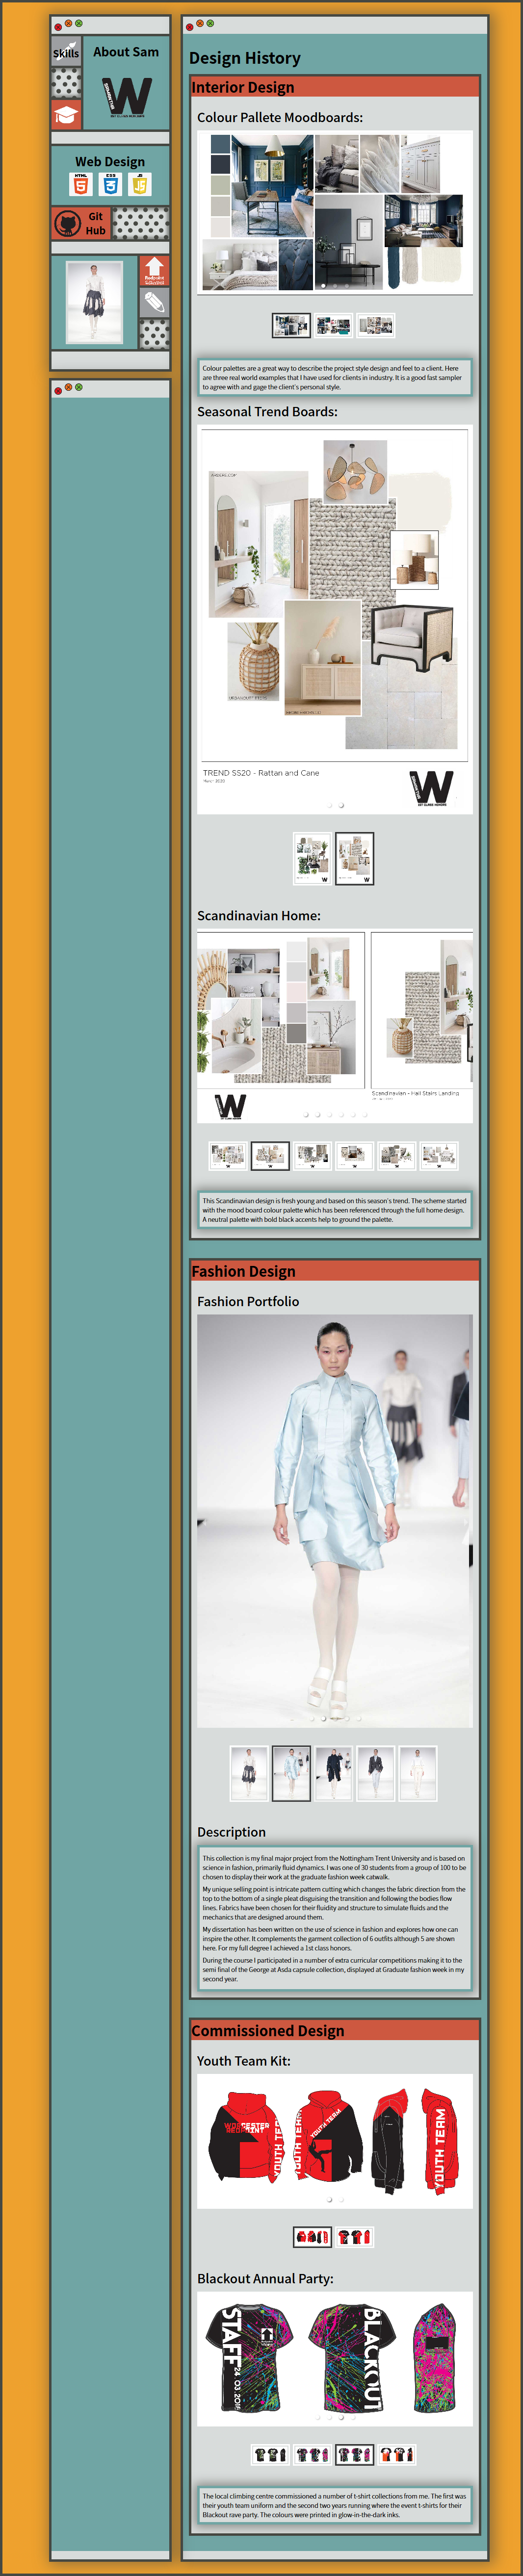 Skills
About Sam
Web Design
HTML
CSS
JS
Git
Hub
Design History
Interior Design
Colour Pallete Moodboards:
Colour palettes are a great way to describe the project style design and feel to a client. Here
are three real world examples that I have used for clients in industry. It is a good fast sampler
to agree with and gage the client's personal style.
Seasonal Trend Boards:
TREND SS20 - Rattan and Cane
Scandinavian Home:
Scandinavian - Hall Stairs Landing
This Scandinavian design is fresh young and based on this season's trend. The scheme started
with the mood board colour palette which has been referenced through the full home design.
A neutral palette with bold black accents help to ground the palette.
Fashion Design
Fashion Portfolio
Description
This collection is my final major project from the Nottingham Trent University and is based on
science in fashion, primarily fluid dynamics. I was one of 30 students from a group of 100 to be
chosen to display their work at the graduate fashion week catwalk.
My unique selling point is intricate pattern cutting which changes the fabric direction from the
top to the bottom of a single pleat disguising the transition and following the bodies flow
lines. Fabrics have been chosen for their fluidity and structure to simulate fluids and the
mechanics that are designed around them.
My dissertation has been written on the use of science in fashion and explores how one can
inspire the other. It complements the garment collection of 6 outfits although 5 are shown
here. For my full degree I achieved a 1st class honors.
During the course I participated in a number of extra curricular competitions making it to the
semi final of the George at Asda capsule collection, displayed at Graduate fashion week in my
second year.
Commissioned Design
Youth Team Kit:
WORCESTER
REDPOINT
YOUTH TEAM
YOUTH TEAM
YOUTH TEAM
YOUTH TEAM
Blackout Annual Party:
STAFF
BLACKOUT
The local climbing centre commissioned a number of t-shirt collections from me. The first was
their youth team uniform and the second two years running where the event t-shirts for their
Blackout rave party. The colours were printed in glow-in-the-dark inks.